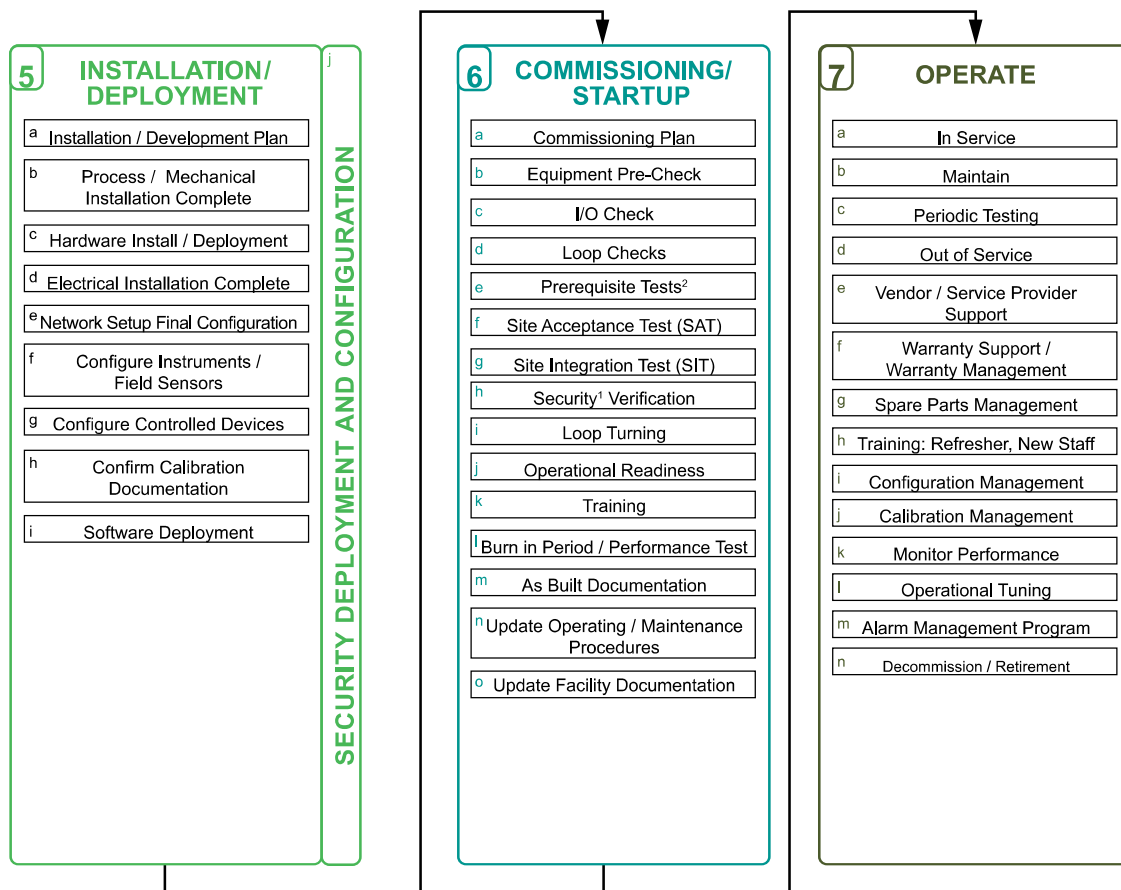 5
INSTALLATION/
DEPLOYMENT
a Installation / Development Plan
b Process / Mechanical
Installation Complete
c Hardware Install / Deployment
d Electrical Installation Complete
e Network Setup Final Configuration
f Configure Instruments /
Field Sensors
g Configure Controlled Devices
h Confirm Calibration
Documentation
i Software Deployment
j
SECURITY DEPLOYMENT AND CONFIGURATION
6
COMMISSIONING/
STARTUP
a Commissioning Plan
b Equipment Pre-Check
c I/O Check
d Loop Checks
e Prerequisite Tests²
f Site Acceptance Test (SAT)
g Site Integration Test (SIT)
h Security¹ Verification
i Loop Turning
j Operational Readiness
k Training
l Burn in Period / Performance Test
m As Built Documentation
n Update Operating / Maintenance
Procedures
o Update Facility Documentation
7
OPERATE
a In Service
b Maintain
c Periodic Testing
d Out of Service
e Vendor / Service Provider
Support
f Warranty Support /
Warranty Management
g Spare Parts Management
h Training: Refresher, New Staff
i Configuration Management
j Calibration Management
k Monitor Performance
l Operational Tuning
m Alarm Management Program
n Decommission / Retirement